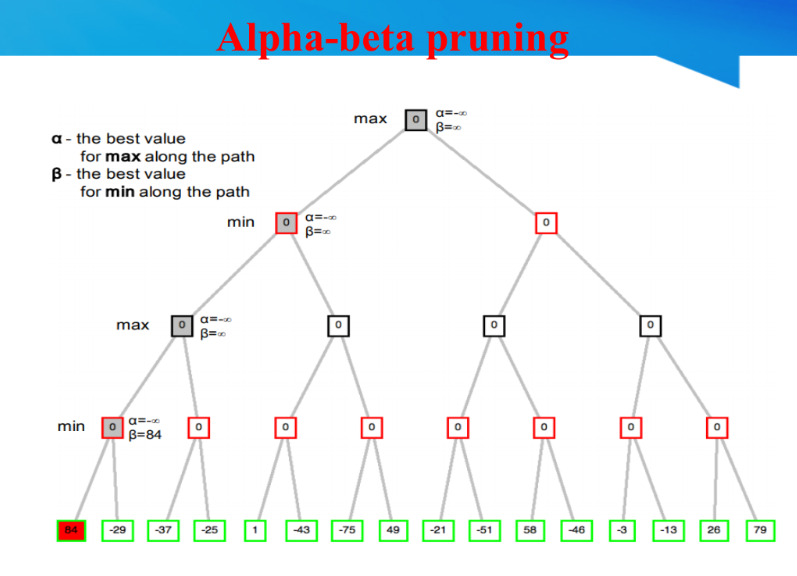 Alpha-beta pruning
max 0 α=-∞
β=∞
α - the best value
for max along the path
β - the best value
for min along the path
min 0 α=-∞
β=∞
0
max 0 α=-∞
β=∞
0 0 0
min 0 α=-∞
β=84
0 0 0 0 0 0 0
84 -29 -37 -25 1 -43 -75 49 -21 -51 58 -46 -3 -13 26 79